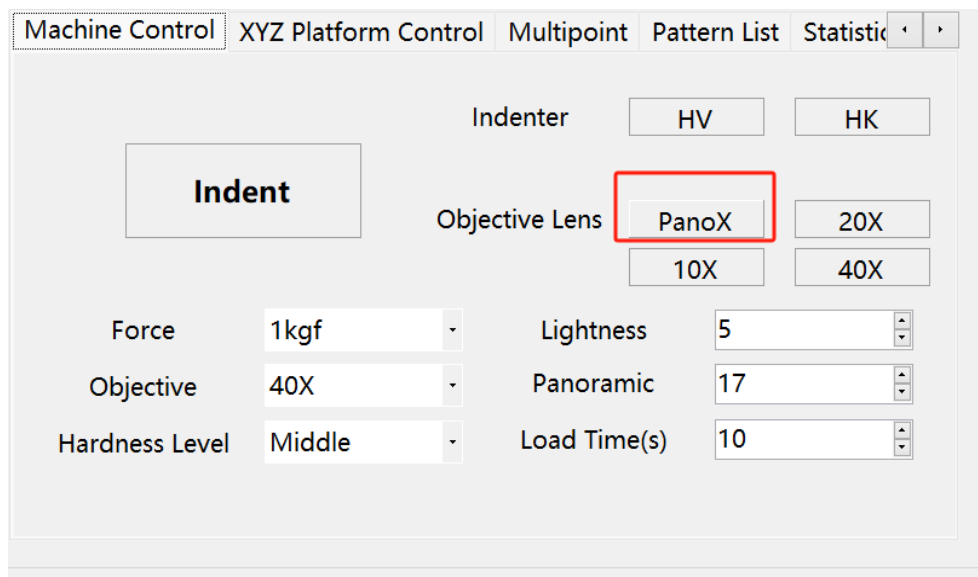 Machine Control XYZ Platform Control Multipoint Pattern List
Indenter HV HK
Indent
Objective Lens PanoX 20X
10X 40X
Force 1kgf Lightness 5
Objective 40X Panoramic 17
Hardness Level Middle Load Time(s) 10